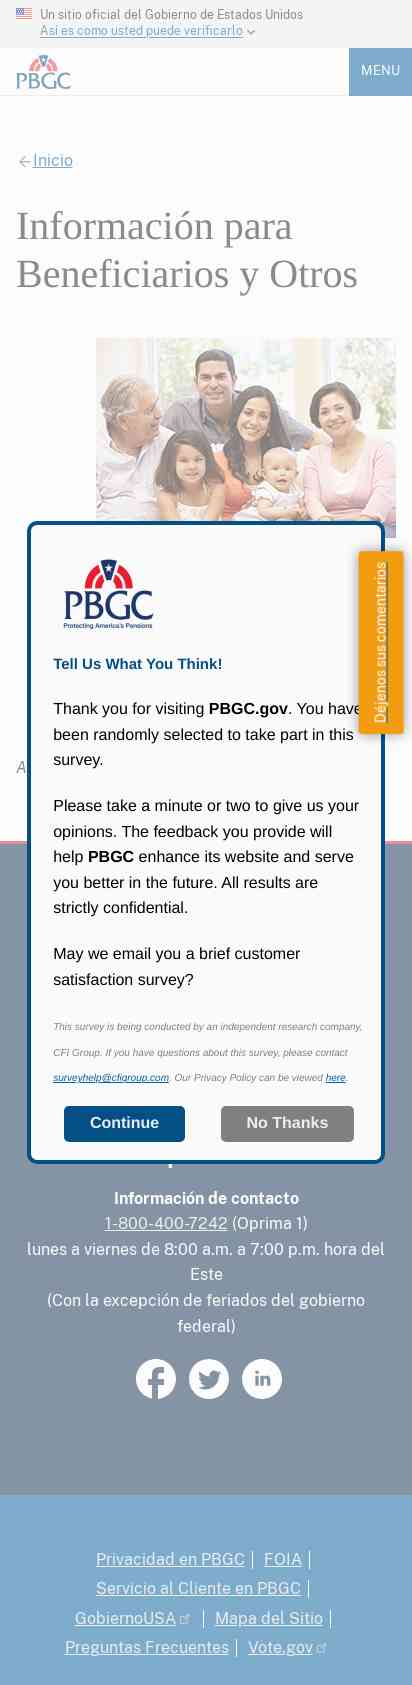 Un sitio oficial del Gobierno de Estados Unidos
Así es como usted puede verificarlo
PBGC
MENU
Inicio
Información para
Beneficiarios y Otros
PBGC
Protecting America's Pensions
Déjenos sus comentarios
Tell Us What You Think!
Thank you for visiting PBGC.gov. You have
been randomly selected to take part in this
survey.
A
Please take a minute or two to give us your
opinions. The feedback you provide will
help PBGC enhance its website and serve
you better in the future. All results are
strictly confidential.
May we email you a brief customer
satisfaction survey?
This survey is being conducted by an independent research company,
CFI Group. If you have questions about this survey, please contact
surveyhelp@cfigroup.com. Our Privacy Policy can be viewed here.
Continue
No Thanks
Información de contacto
1-800-400-7242 (Oprima 1)
lunes a viernes de 8:00 a.m. a 7:00 p.m. hora del
Este
(Con la excepción de feriados del gobierno
federal)
in
Privacidad en PBGC | FOIA |
Servicio al Cliente en PBGC |
GobiernoUSA | Mapa del Sitio |
Preguntas Frecuentes | Vote.gov